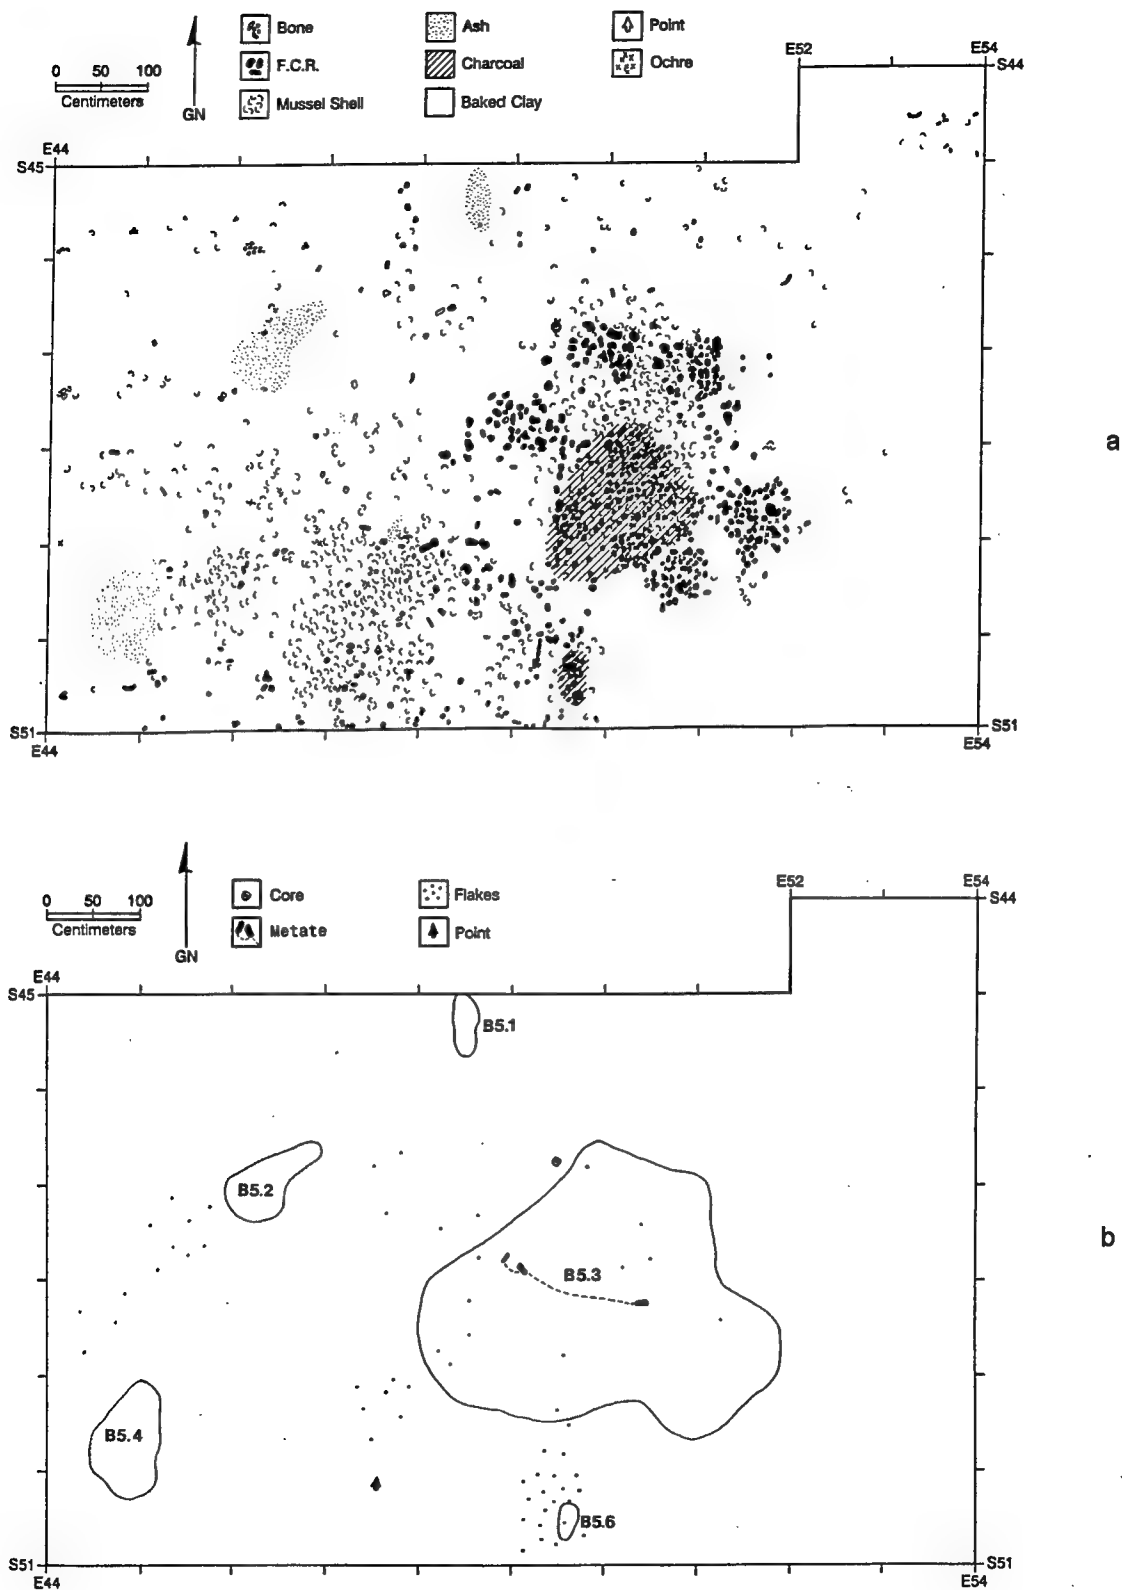 Bone
Ash
Point
F.C.R.
Charcoal
Ochre
Mussel Shell
Baked Clay
0 50 100
Centimeters
GN
E52 E54
S44
E44
S45
a
S51
E44
S51
E54
Core
Flakes
Metate
Point
0 50 100
Centimeters
GN
E52 E54
S44
E44
S45
B5.1
B5.2
b
B5.3
B5.4
B5.6
S51
E44
S51
E54